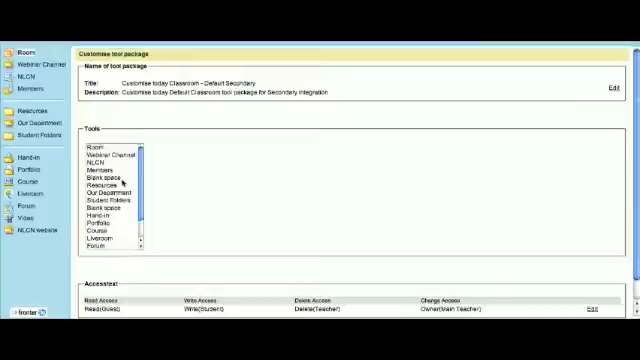 Room
Webinar Channel
NLCN
Members
Resources
Our Department
Student Folders
Hand-in
Portfolio
Course
Liveroom
Forum
Video
NLCN website
fronter
Customise tool package
Name of tool package
Title: Customise today Classroom - Default Secondary
Description: Customise today Default Classroom tool package for Secondary integration
Edit
Tools
Room
Webinar Channel
NLCN
Members
Blank space
Resources
Our Department
Student Folders
Blank space
Hand-in
Portfolio
Course
Liveroom
Forum
Accesstext
Read Access Write Access Delete Access Change Access
Read(Guest) Write(Student) Delete(Teacher) Owner(Main Teacher) Edit